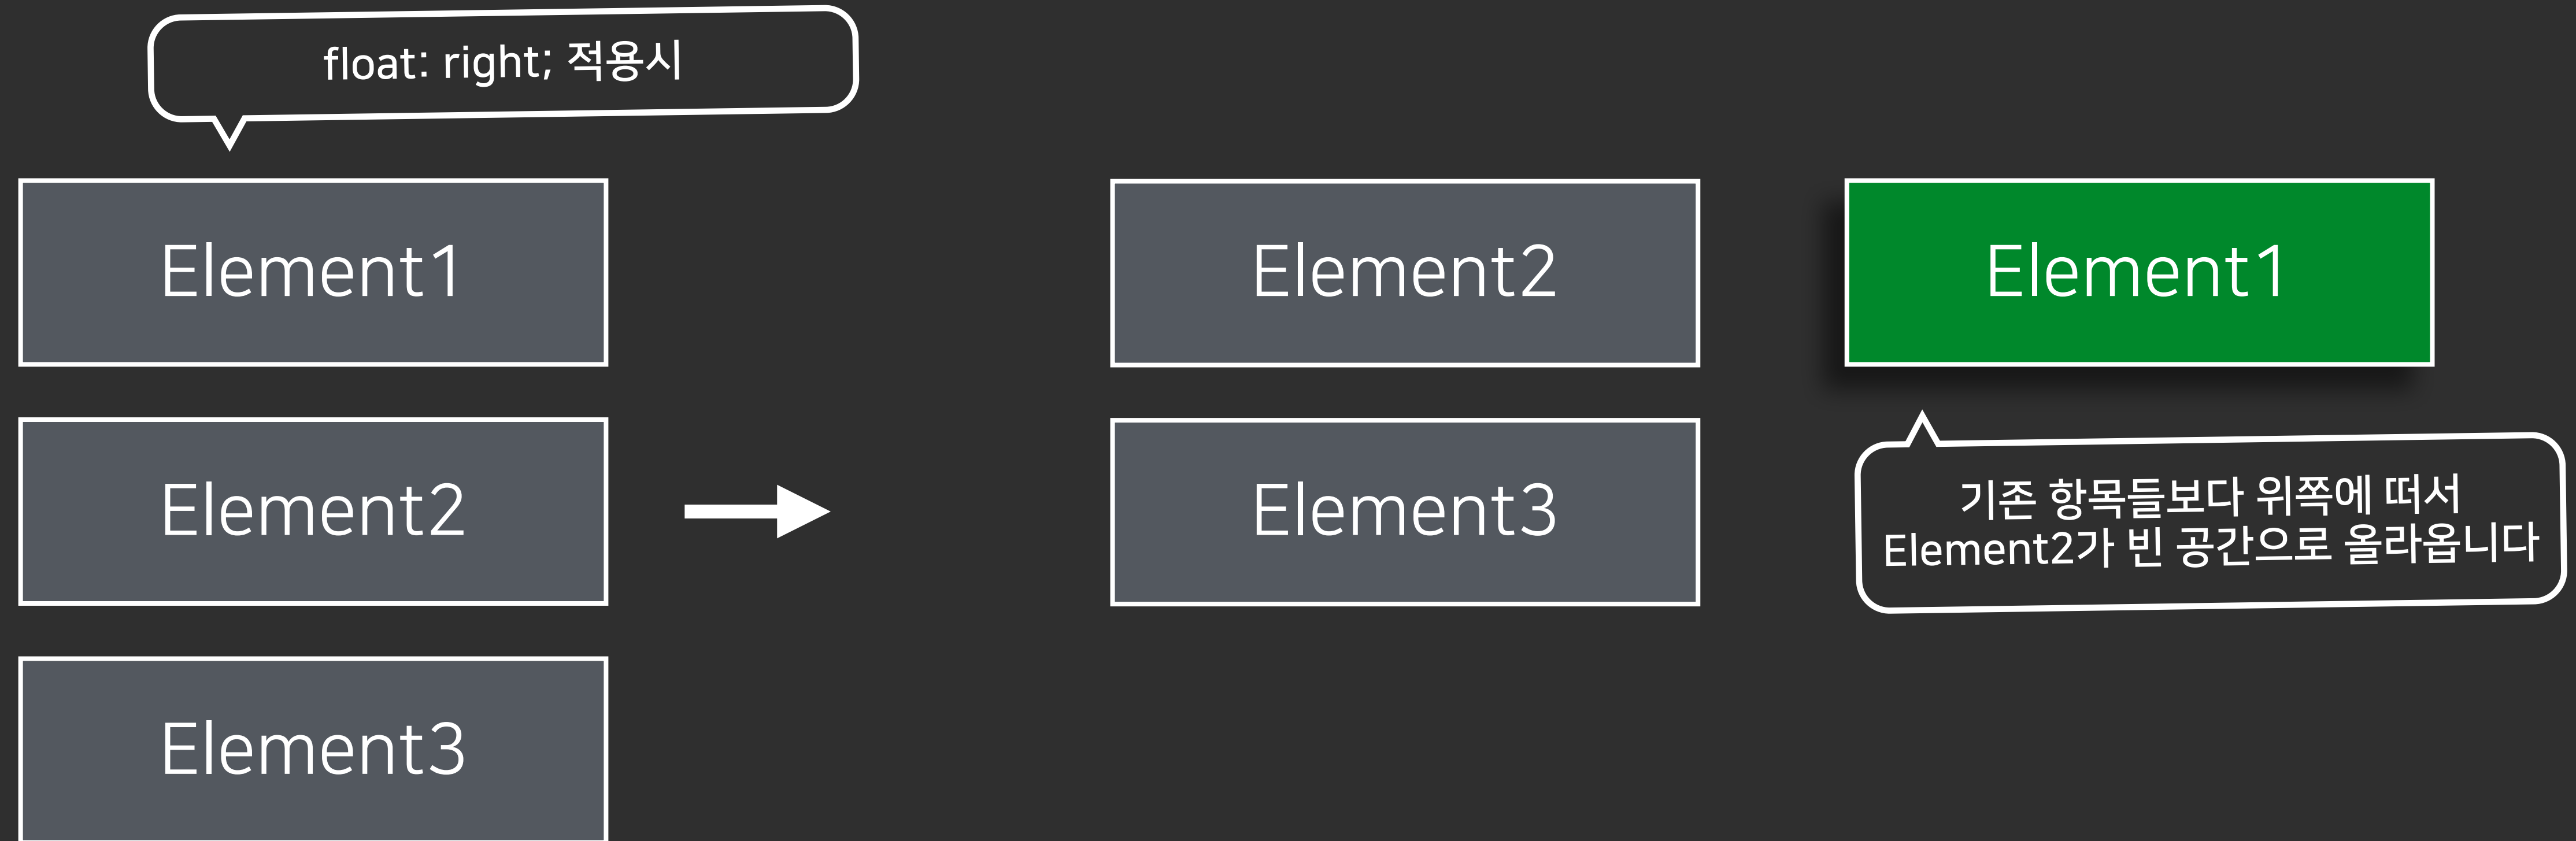 float: right; 적용시
Element1
Element2
Element3
Element2
Element3
Element1
기존 항목들보다 위쪽에 떠서
Element2가 빈 공간으로 올라옵니다